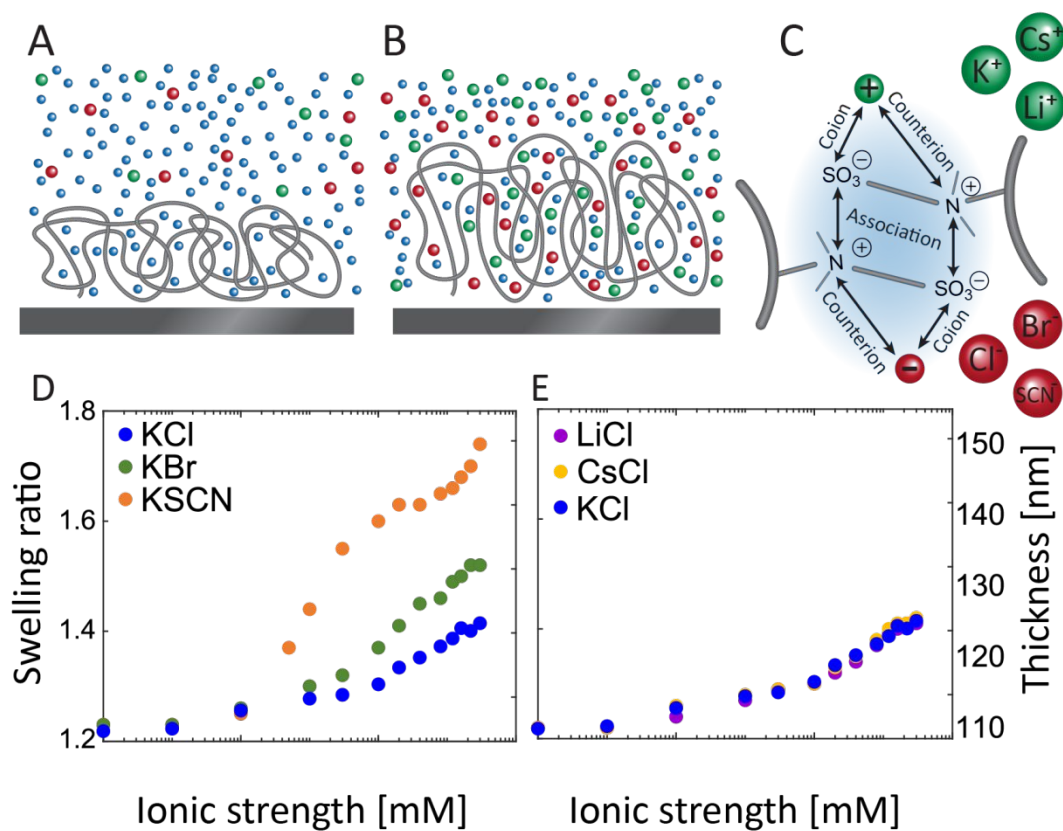 A
B
C
Cs+
K+
Li+
+
Coion
Counterion
SO3 −
N +
Association
N +
SO3 −
Counterion
Coion
−
Br-
Cl-
SCN-
D
E
1.8
1.6
1.4
1.2
Swelling ratio
KCl
KBr
KSCN
LiCl
CsCl
KCl
150
140
130
120
110
Thickness [nm]
Ionic strength [mM]
Ionic strength [mM]